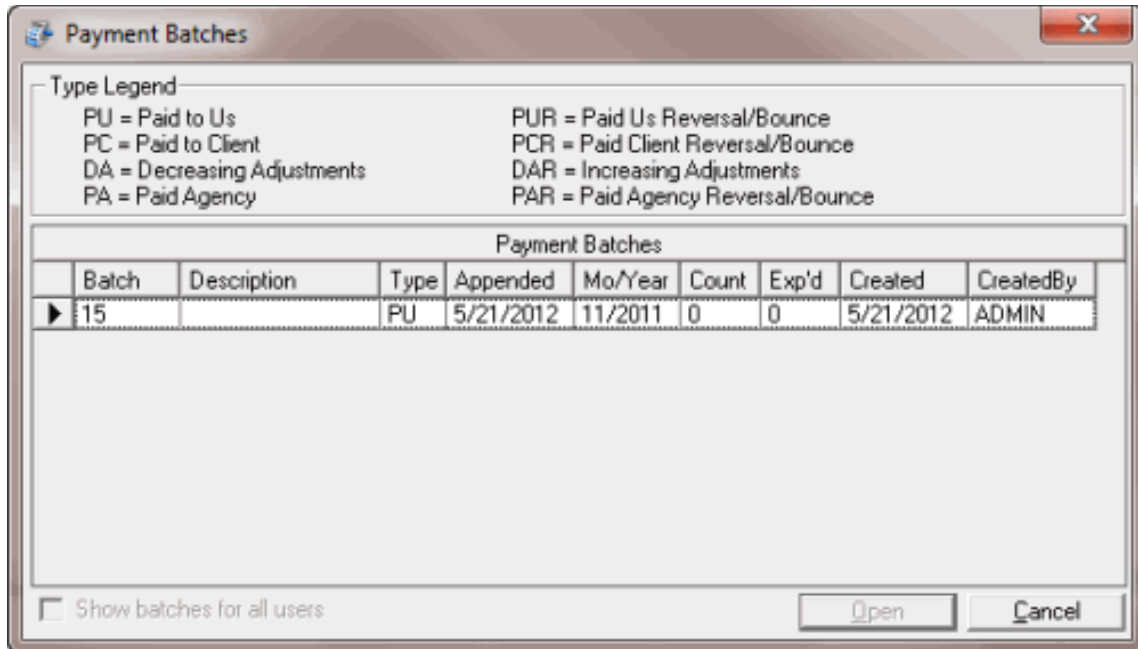 Payment Batches
Type Legend
PU = Paid to Us PUR = Paid Us Reversal/Bounce
PC = Paid to Client PCR = Paid Client Reversal/Bounce
DA = Decreasing Adjustments DAR = Increasing Adjustments
PA = Paid Agency PAR = Paid Agency Reversal/Bounce
Payment Batches
Batch Description Type Appended Mo/Year Count Exp'd Created CreatedBy
15 PU 5/21/2012 11/2011 0 0 5/21/2012 ADMIN
Show batches for all users Open Cancel